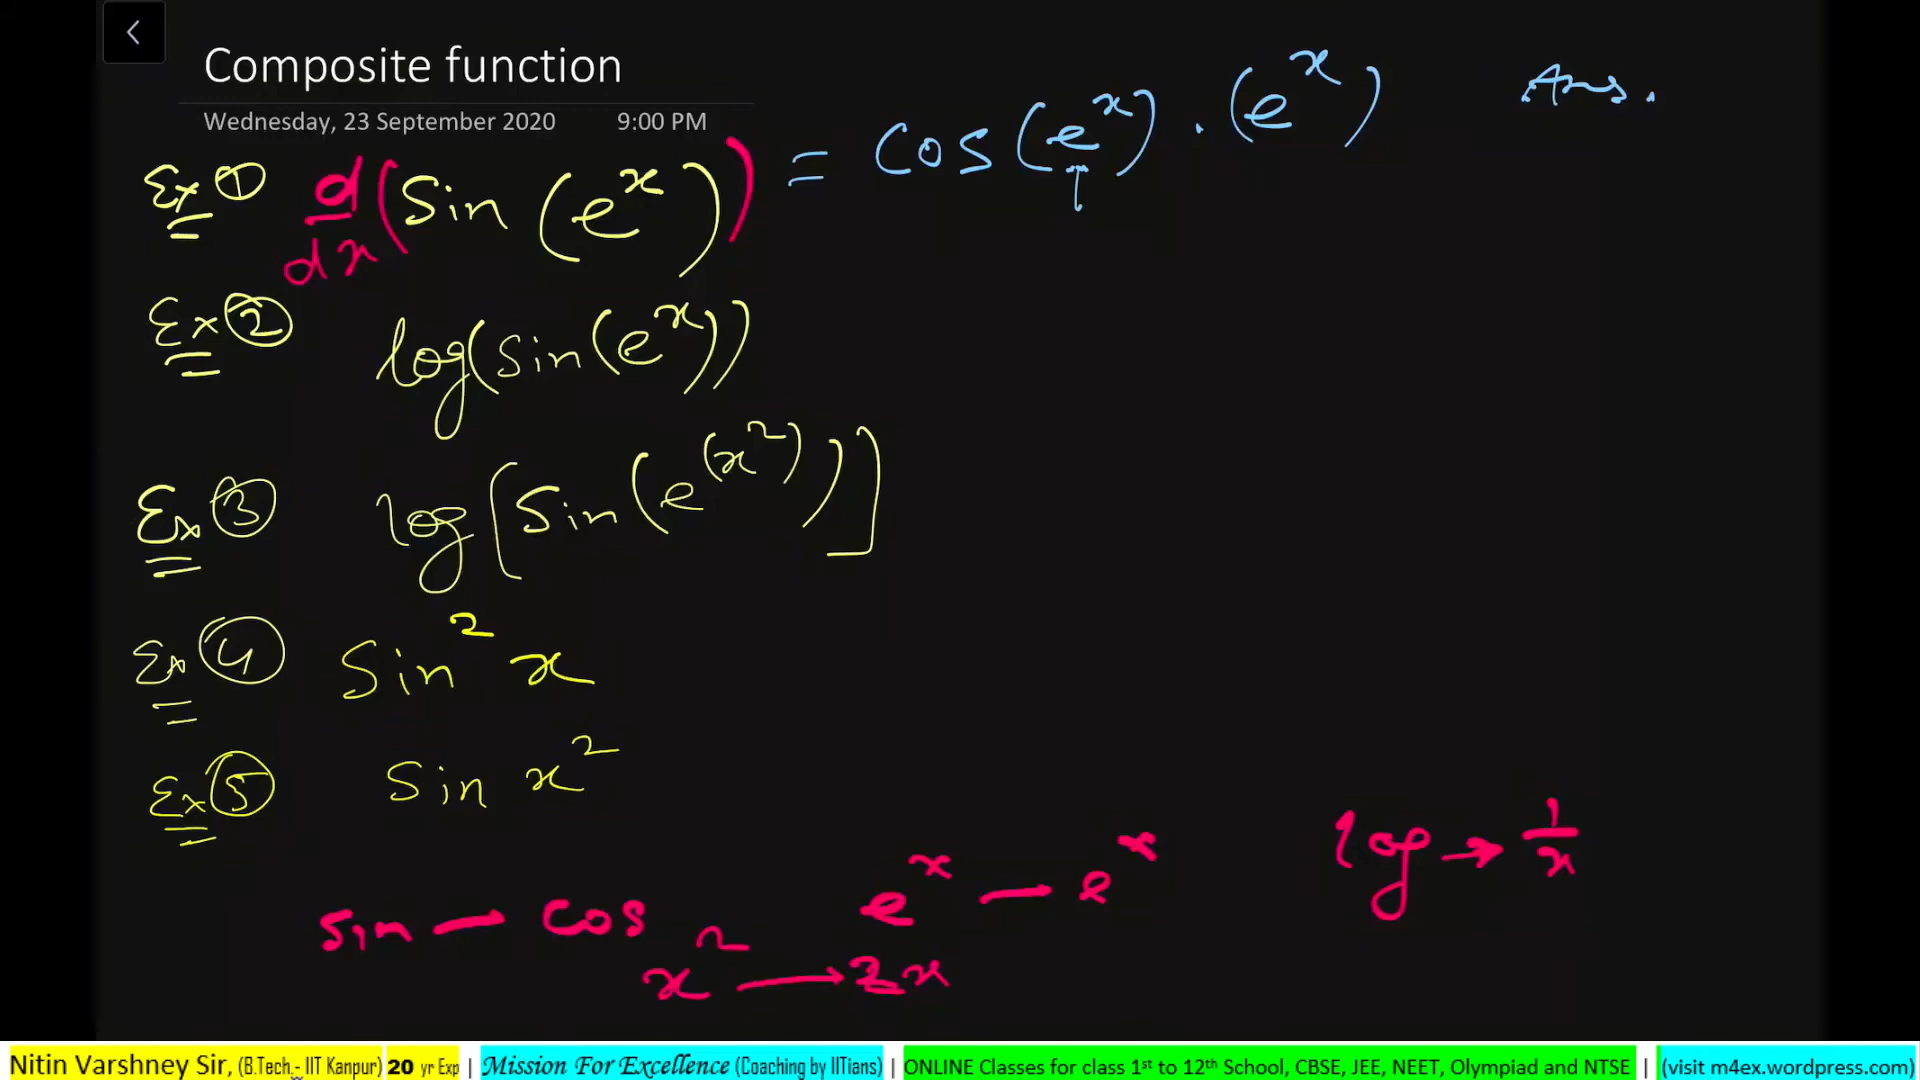 Composite function
Wednesday, 23 September 2020 9:00 PM
Ex ① d/dx (Sin (e^x)) = Cos (e^x) . (e^x) Ans.
Ex ② log(Sin(e^x))
Ex ③ log[Sin(e^(x^2))]
Ex ④ Sin^2 x
Ex ⑤ Sin x^2
Sin — Cos e^x — e^x log → 1/x
x^2 → 2x
Nitin Varshney Sir, (B.Tech.- IIT Kanpur) 20 yr Exp | Mission For Excellence (Coaching by IITians) | ONLINE Classes for class 1st to 12th School, CBSE, JEE, NEET, Olympiad and NTSE | (visit m4ex.wordpress.com)